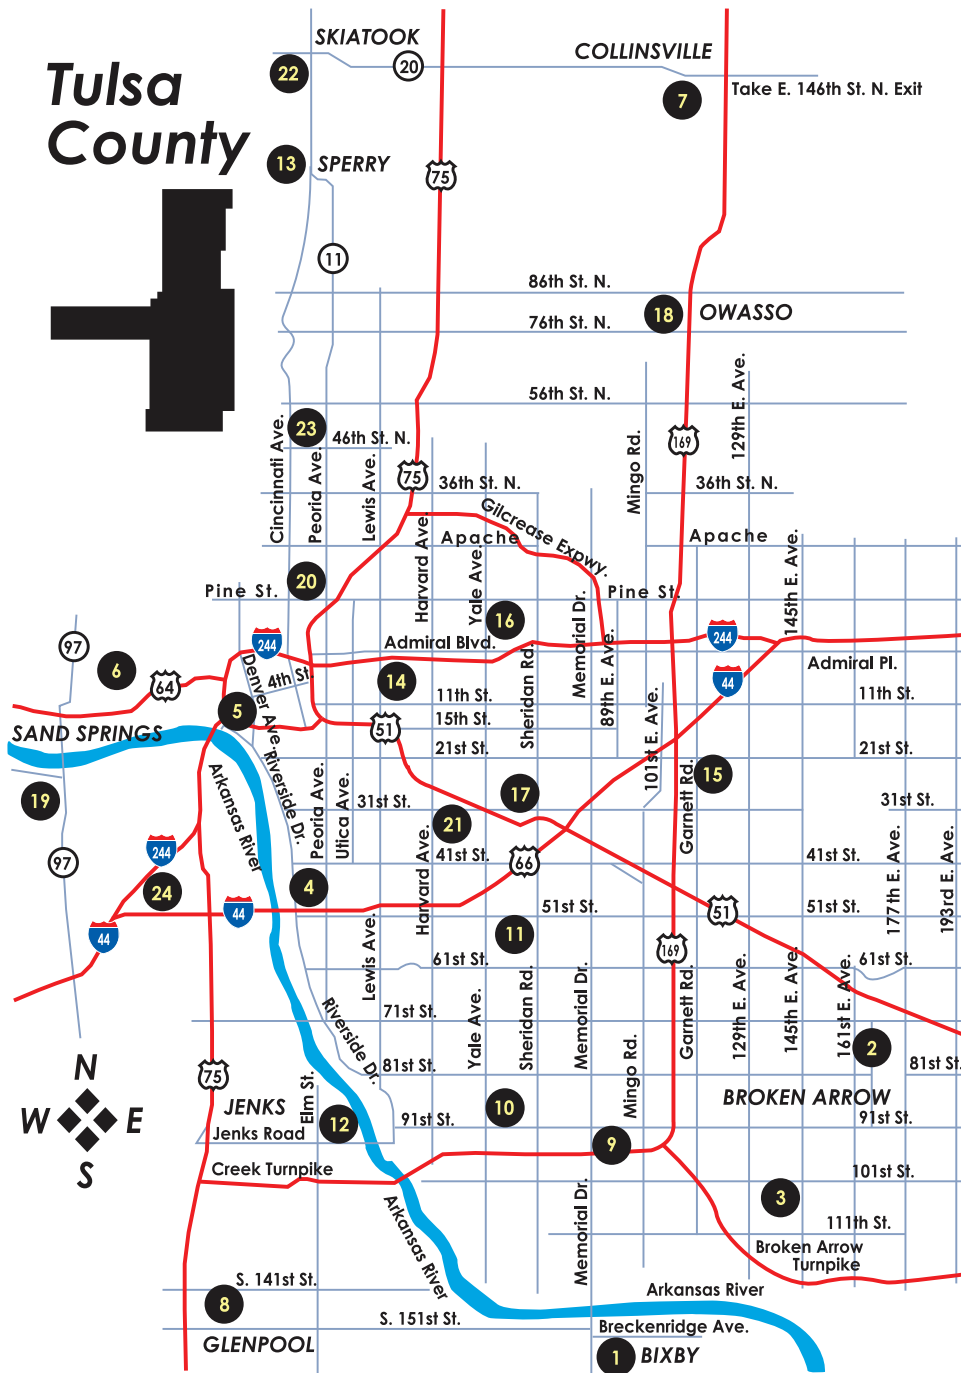 SKIATOOK
COLLINSVILLE
Tulsa
County
22
20
7
Take E. 146th St. N. Exit
13
SPERRY
75
11
86th St. N.
18
OWASSO
76th St. N.
129th E. Ave.
56th St. N.
23
46th St. N.
Cincinnati Ave.
Peoria Ave.
Lewis Ave.
75
Mingo Rd.
169
36th St. N.
36th St. N.
Gilcrease Expwy.
Harvard Ave.
Apache
Apache
Yale Ave.
145th E. Ave.
20
Pine St.
Pine St.
16
Memorial Dr.
89th E. Ave.
97
244
Admiral Blvd.
244
Sheridan Rd.
Admiral Pl.
6
64
Denver Ave.
4th St.
14
44
11th St.
11th St.
101st E. Ave.
5
15th St.
51
SAND SPRINGS
21st St.
21st St.
Arkansas River
Riverside Dr.
15
Garnett Rd.
19
Peoria Ave.
Utica Ave.
31st St.
17
31st St.
21
Harvard Ave.
177th E. Ave.
193rd E. Ave.
244
97
41st St.
66
41st St.
24
4
44
51st St.
51
51st St.
44
11
Lewis Ave.
169
61st St.
61st St.
Sheridan Rd.
Memorial Dr.
Garnett Rd.
129th E. Ave.
145th E. Ave.
161st E. Ave.
Riverside Dr.
71st St.
Yale Ave.
Mingo Rd.
2
N
75
81st St.
81st St.
Elm St.
W
E
S
JENKS
10
BROKEN ARROW
Jenks Road
12
91st St.
91st St.
9
Creek Turnpike
101st St.
3
Arkansas River
Memorial Dr.
111th St.
Broken Arrow
Turnpike
S. 141st St.
Arkansas River
8
S. 151st St.
Breckenridge Ave.
GLENPOOL
1
BIXBY